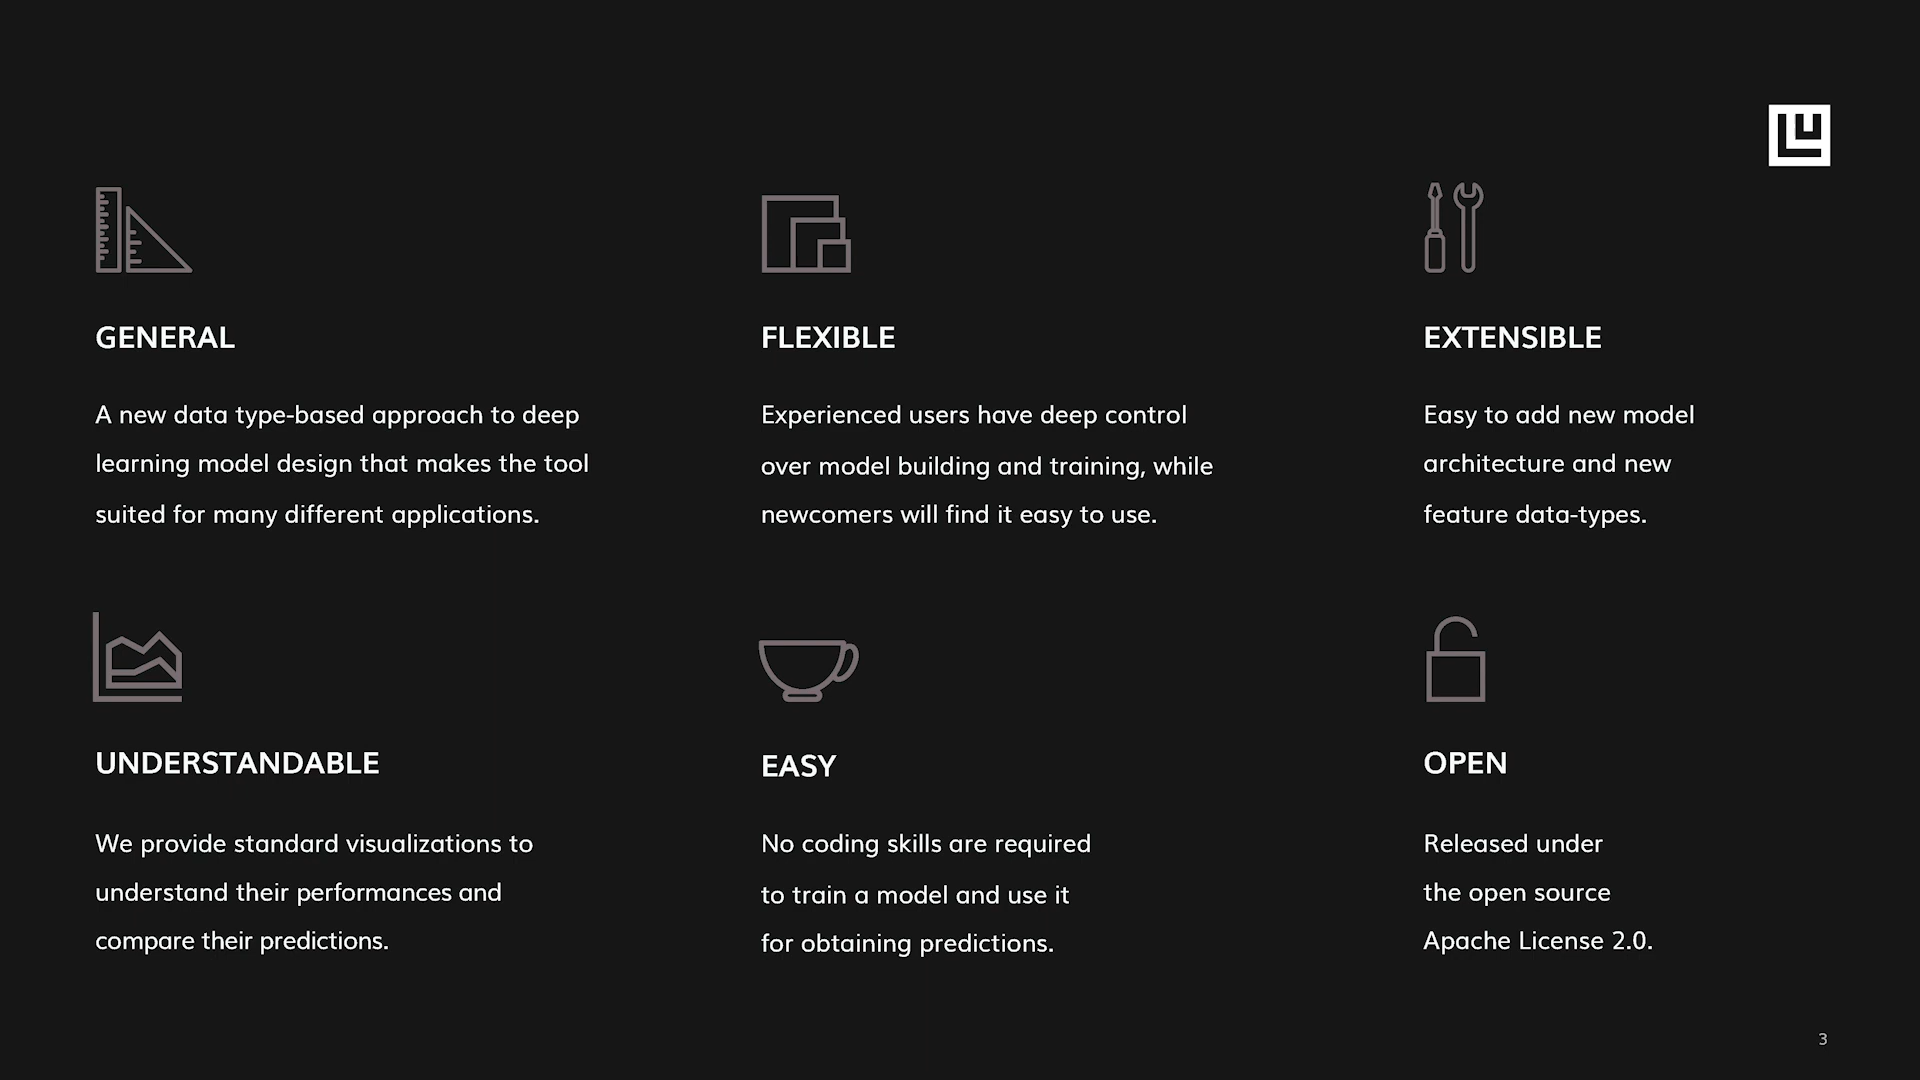 GENERAL
A new data type-based approach to deep
learning model design that makes the tool
suited for many different applications.
FLEXIBLE
Experienced users have deep control
over model building and training, while
newcomers will find it easy to use.
EXTENSIBLE
Easy to add new model
architecture and new
feature data-types.
UNDERSTANDABLE
We provide standard visualizations to
understand their performances and
compare their predictions.
EASY
No coding skills are required
to train a model and use it
for obtaining predictions.
OPEN
Released under
the open source
Apache License 2.0.
3